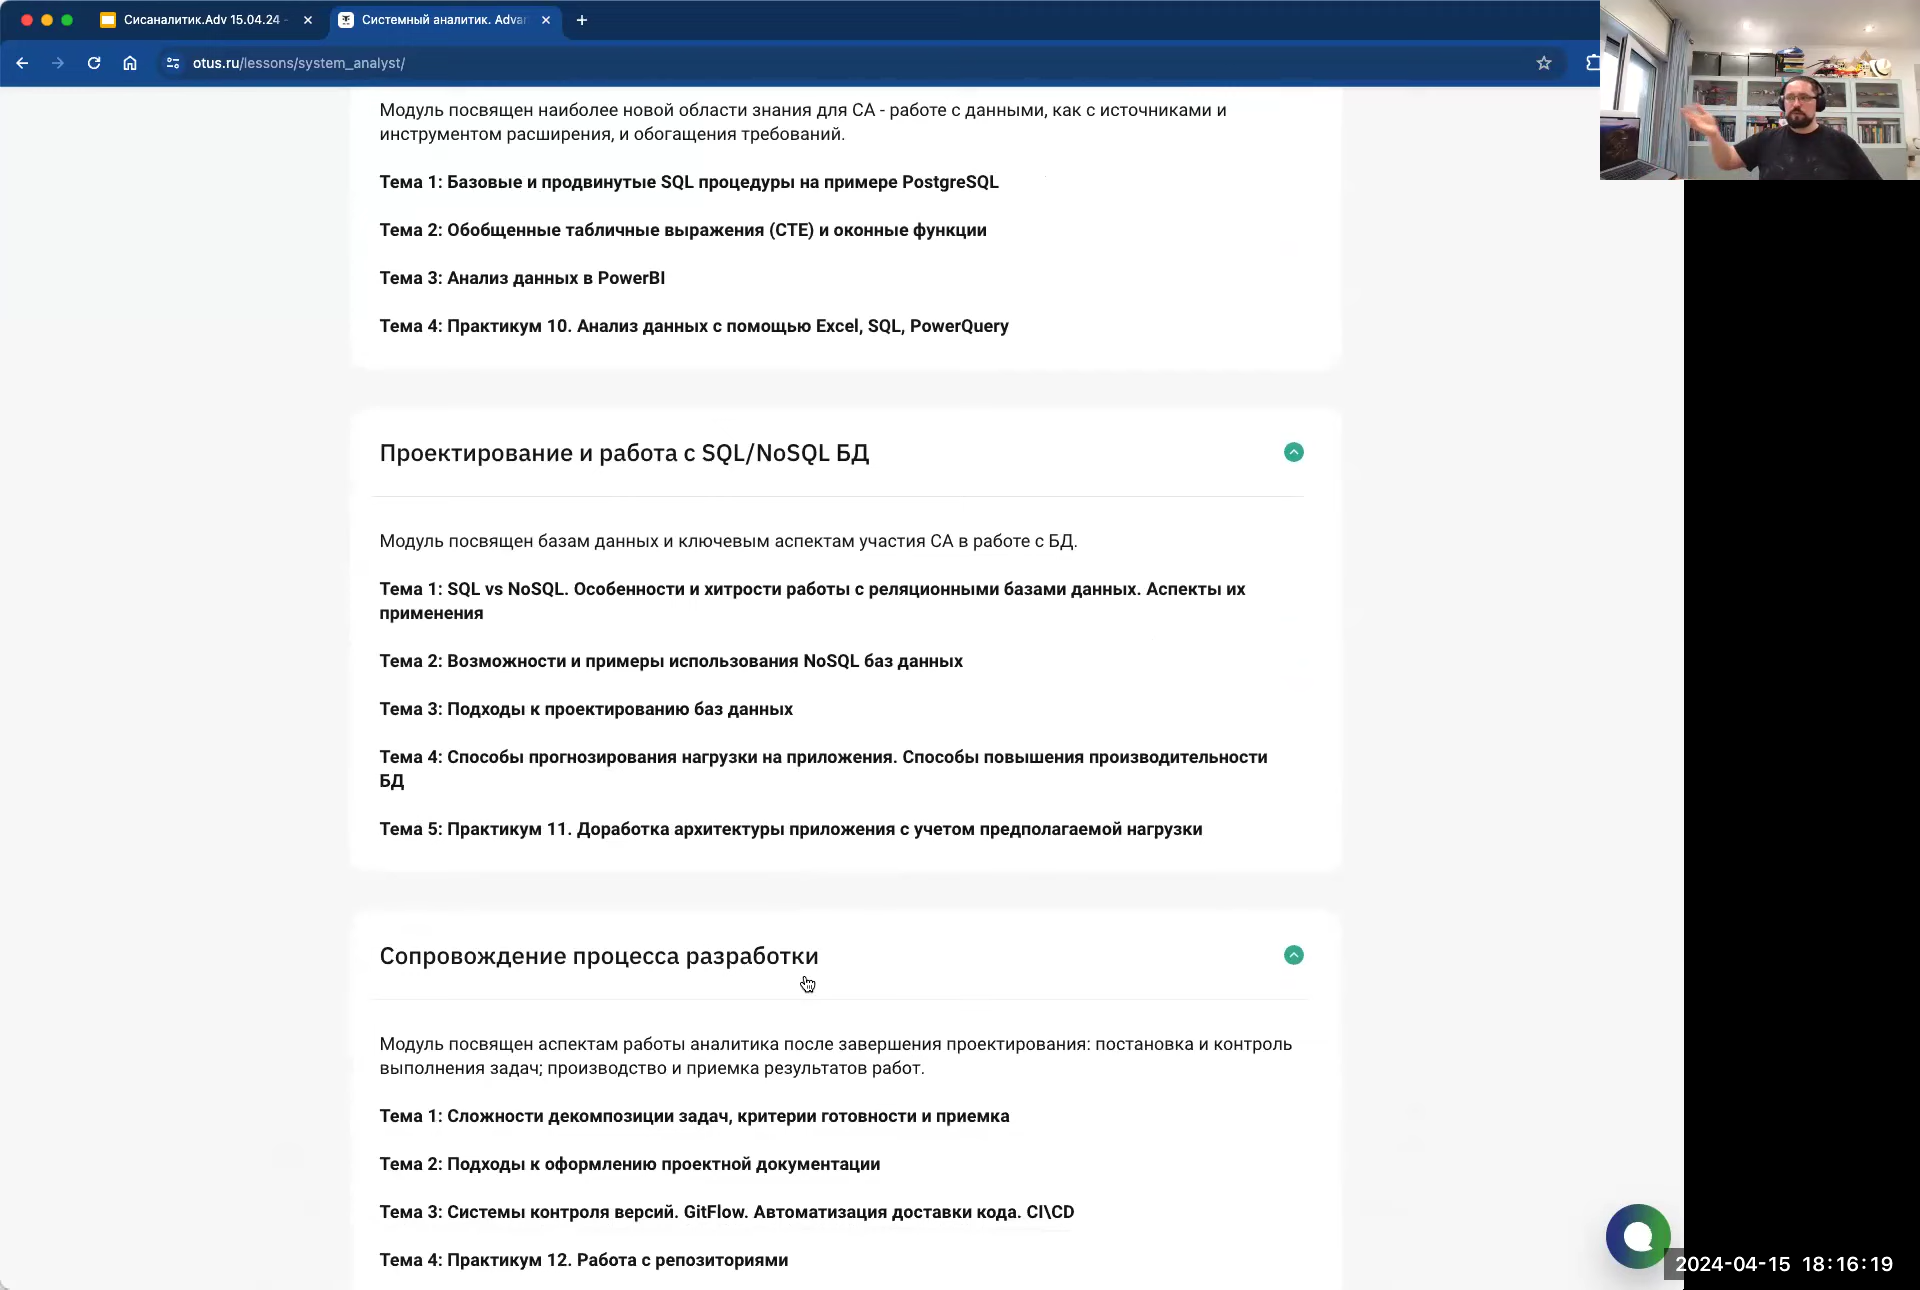 Сисаналитик.Adv 15.04.24 -
Системный аналитик. Advan
otus.ru/lessons/system_analyst/
Модуль посвящен наиболее новой области знания для СА - работе с данными, как с источниками и
инструментом расширения, и обогащения требований.
Тема 1: Базовые и продвинутые SQL процедуры на примере PostgreSQL
Тема 2: Обобщенные табличные выражения (CTE) и оконные функции
Тема 3: Анализ данных в PowerBI
Тема 4: Практикум 10. Анализ данных с помощью Excel, SQL, PowerQuery
Проектирование и работа с SQL/NoSQL БД
Модуль посвящен базам данных и ключевым аспектам участия СА в работе с БД.
Тема 1: SQL vs NoSQL. Особенности и хитрости работы с реляционными базами данных. Аспекты их
применения
Тема 2: Возможности и примеры использования NoSQL баз данных
Тема 3: Подходы к проектированию баз данных
Тема 4: Способы прогнозирования нагрузки на приложения. Способы повышения производительности
БД
Тема 5: Практикум 11. Доработка архитектуры приложения с учетом предполагаемой нагрузки
Сопровождение процесса разработки
Модуль посвящен аспектам работы аналитика после завершения проектирования: постановка и контроль
выполнения задач; производство и приемка результатов работ.
Тема 1: Сложности декомпозиции задач, критерии готовности и приемка
Тема 2: Подходы к оформлению проектной документации
Тема 3: Системы контроля версий. GitFlow. Автоматизация доставки кода. CI\CD
Тема 4: Практикум 12. Работа с репозиториями
2024-04-15 18:16:19